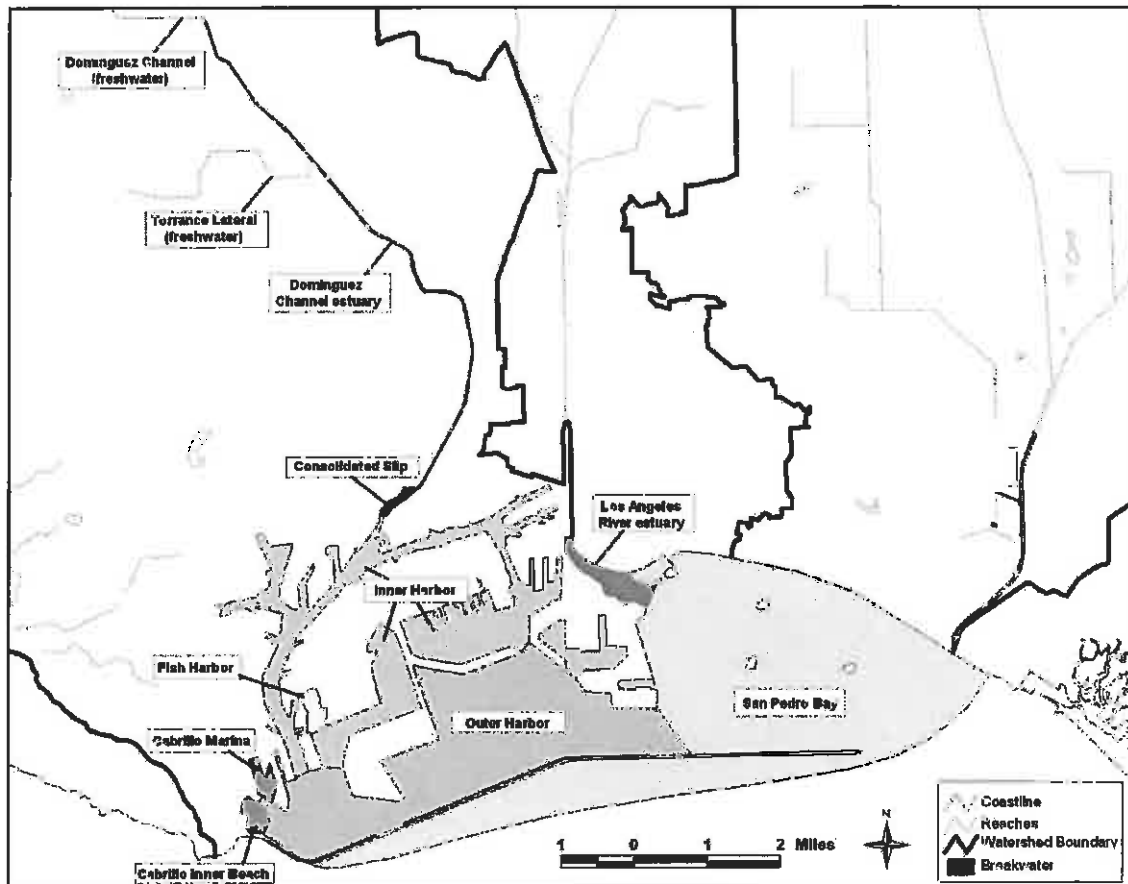 Dominguez Channel
(freshwater)
Torrance Lateral
(freshwater)
Dominguez
Channel estuary
Consolidated Slip
Los Angeles
River estuary
Inner Harbor
Fish Harbor
San Pedro Bay
Outer Harbor
Cabrillo Marina
Cabrillo Inner Beach
1 0 1 2 Miles
N
Coastline
Reaches
Watershed Boundary
Breakwater